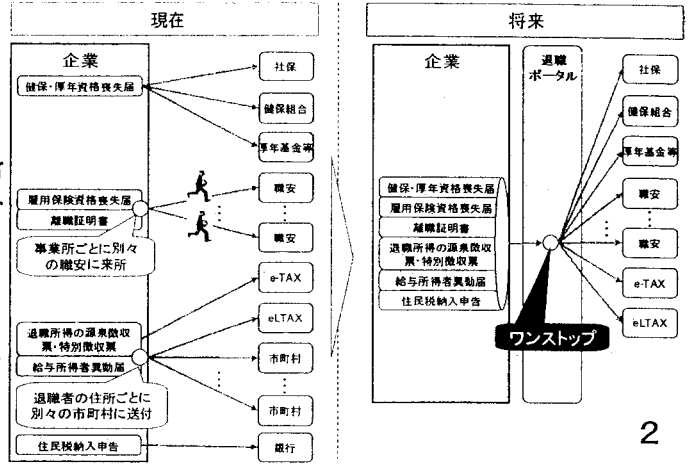 現在
企業
健保・厚年資格喪失届
社保
健保組合
厚年基金等
雇用保険資格喪失届
離職証明書
職安
職安
事業所ごとに別々
の職安に来所
退職所得の源泉徴収
票・特別徴収票
給与所得者異動届
e-TAX
eLTAX
市町村
市町村
退職者の住所ごとに
別々の市町村に送付
住民税納入申告
銀行
将来
企業
退職
ポータル
健保・厚年資格喪失届
雇用保険資格喪失届
離職証明書
退職所得の源泉徴収
票・特別徴収票
給与所得者異動届
住民税納入申告
ワンストップ
社保
健保組合
厚年基金等
職安
職安
e-TAX
eLTAX
2